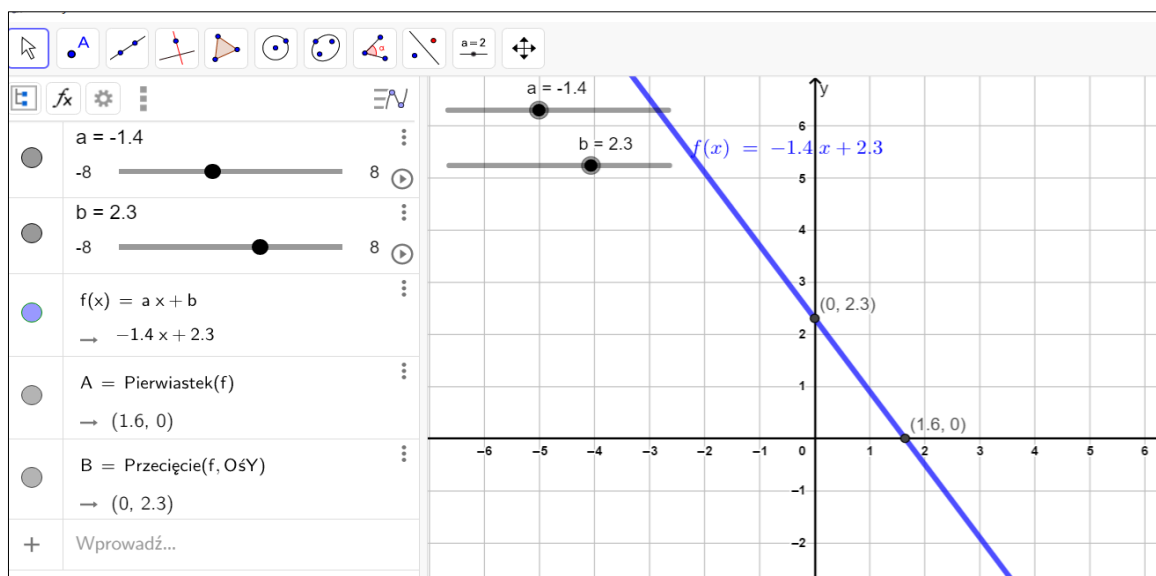 A
α
a=2
fx
a = -1.4
-8
8
b = 2.3
-8
8
f(x) = a x + b
→ −1.4 x + 2.3
A = Pierwiastek(f)
→ (1.6, 0)
B = Przecięcie(f, OśY)
→ (0, 2.3)
+ Wprowadź...
a = -1.4
b = 2.3
f(x) = −1.4 x + 2.3
y
6
5
4
3
2
1
−1
−2
(0, 2.3)
(1.6, 0)
−6 −5 −4 −3 −2 −1 0 1 2 3 4 5 6